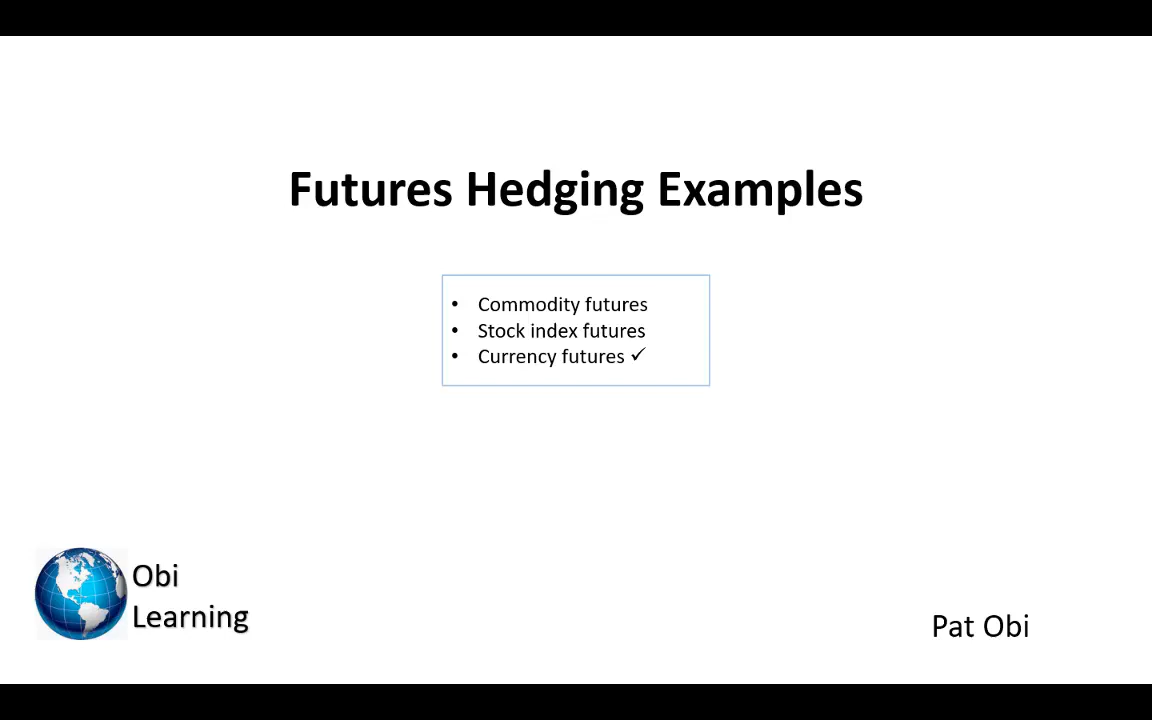 Futures Hedging Examples
• Commodity futures
• Stock index futures
• Currency futures ✓
Obi
Learning
Pat Obi